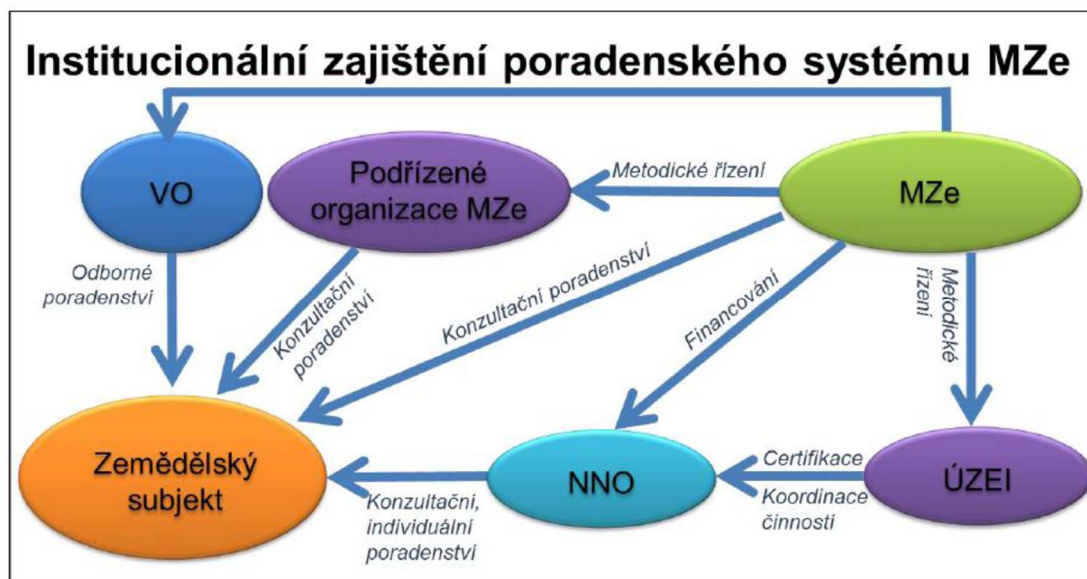 Institucionální zajištění poradenského systému MZe
VO
Podřízené
organizace MZe
Metodické řízení
MZe
Odborné
poradenství
Konzultační
poradenství
Konzultační poradenství
Financování
Metodické
řízení
Zemědělský
subjekt
Konzultační,
individuální
poradenství
NNO
Certifikace
Koordinace
činností
ÚZEI